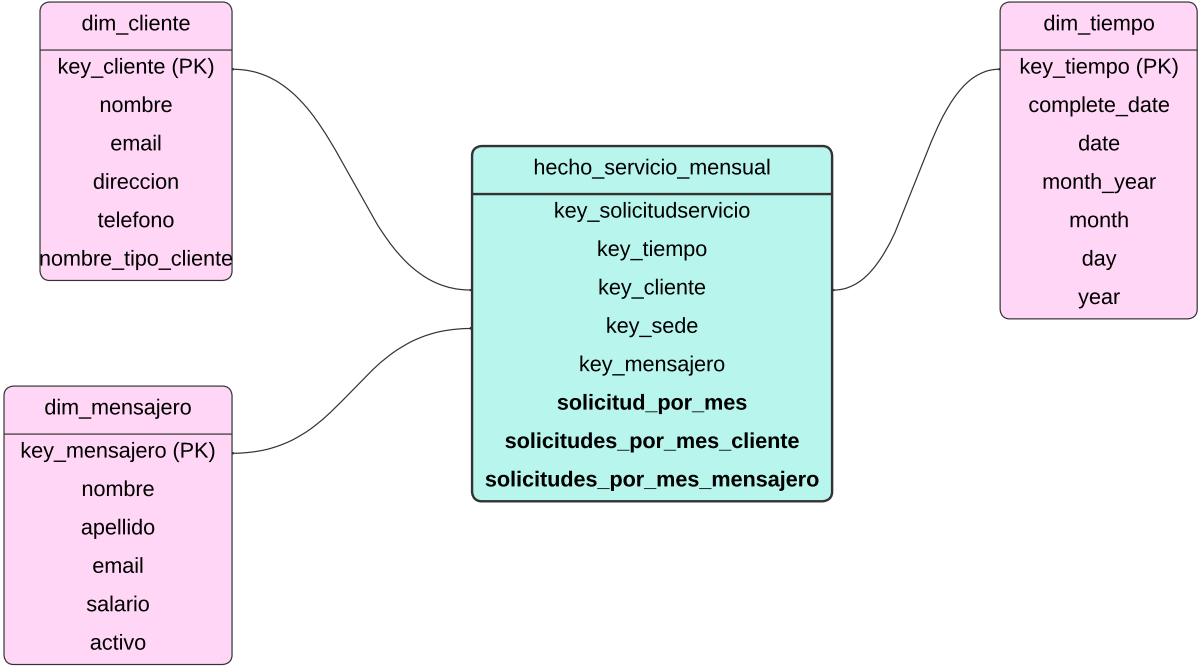 dim_cliente
key_cliente (PK)
nombre
email
direccion
telefono
nombre_tipo_cliente
dim_tiempo
key_tiempo (PK)
complete_date
date
month_year
month
day
year
hecho_servicio_mensual
key_solicitudservicio
key_tiempo
key_cliente
key_sede
key_mensajero
solicitud_por_mes
solicitudes_por_mes_cliente
solicitudes_por_mes_mensajero
dim_mensajero
key_mensajero (PK)
nombre
apellido
email
salario
activo